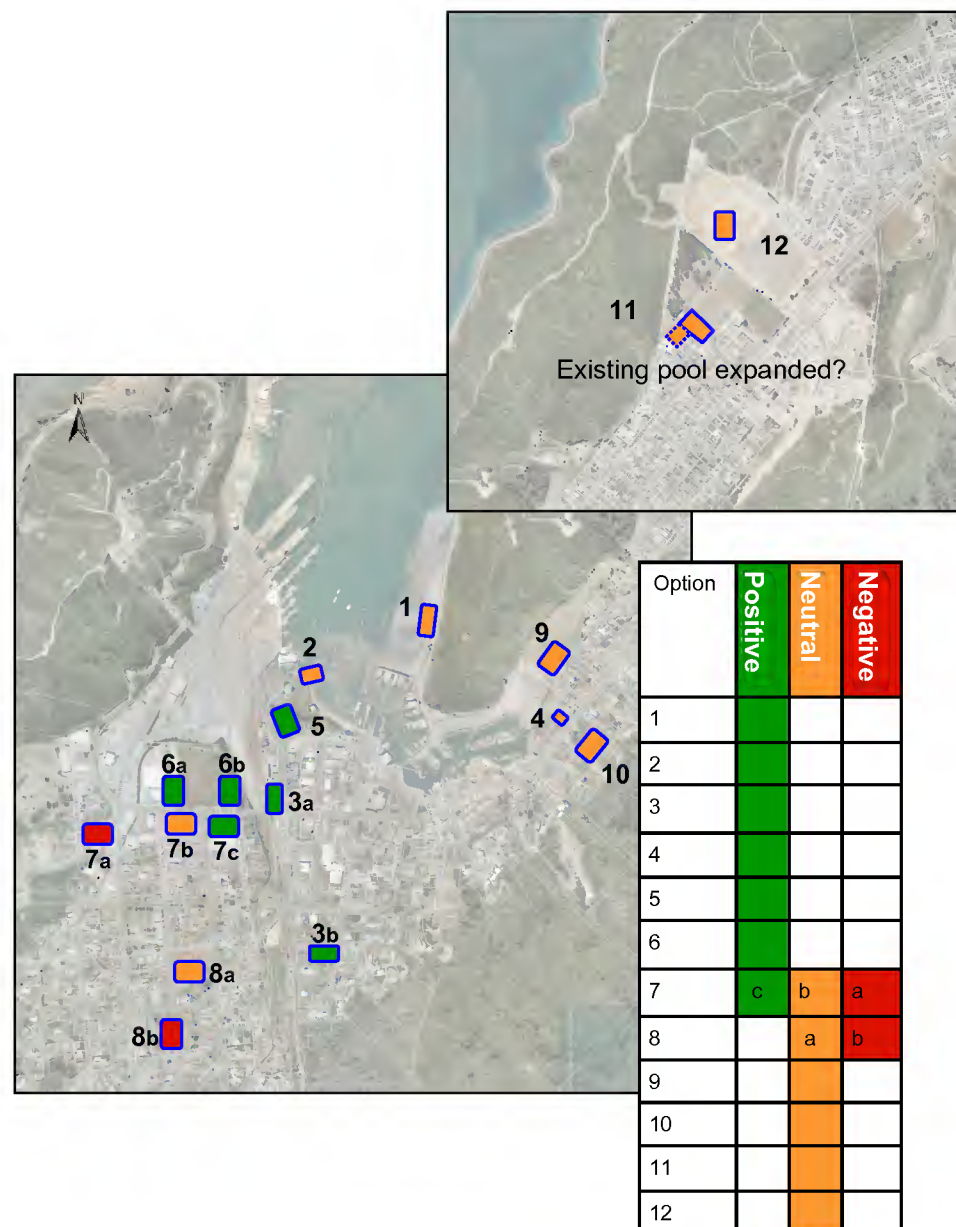 12
11
Existing pool expanded?
N
1
2
9
5
4
10
6a
6b
3a
7a
7b
7c
3b
8a
8b
Option
Positive
Neutral
Negative
1
2
3
4
5
6
7 c b a
8 a b
9
10
11
12